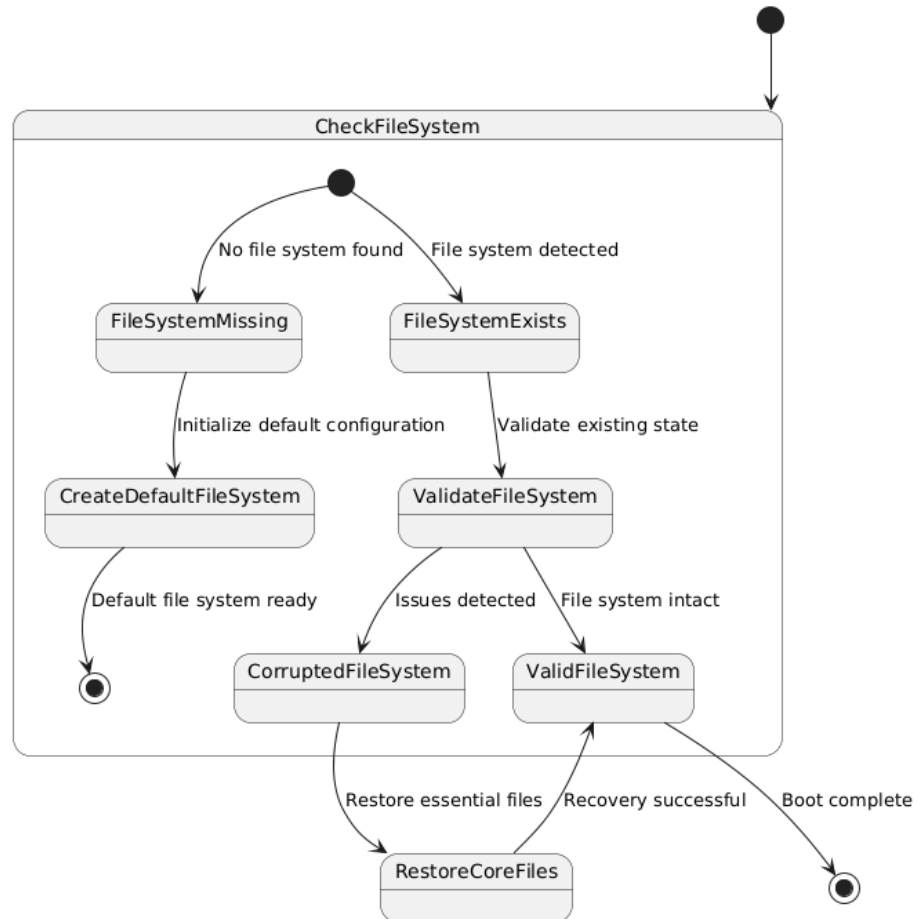 CheckFileSystem
No file system found
File system detected
FileSystemMissing
FileSystemExists
Initialize default configuration
Validate existing state
CreateDefaultFileSystem
ValidateFileSystem
Default file system ready
Issues detected
File system intact
CorruptedFileSystem
ValidFileSystem
Restore essential files
Recovery successful
Boot complete
RestoreCoreFiles